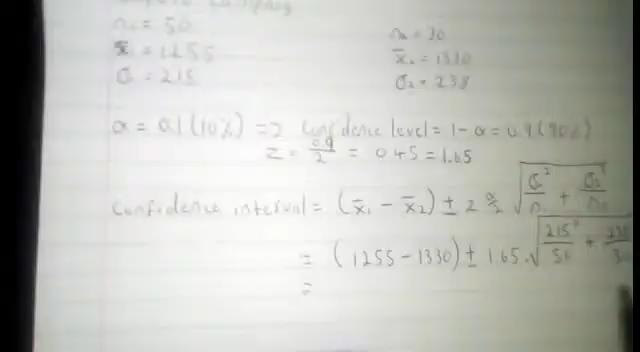 n₁ = 50 n₂ = 30
x̄₁ = 1255 x̄₂ = 1330
σ₁ = 215 σ₂ = 238
α = 0.1 (10%) => Confidence level = 1 - α = 0.9 (90%)
z = 0.9/2 = 0.45 = 1.65
Confidence interval = (x̄₁ - x̄₂) ± z α/2 √(σ₁²/n₁ + σ₂²/n₂)
= (1255 - 1330) ± 1.65 · √(215²/50 +
=